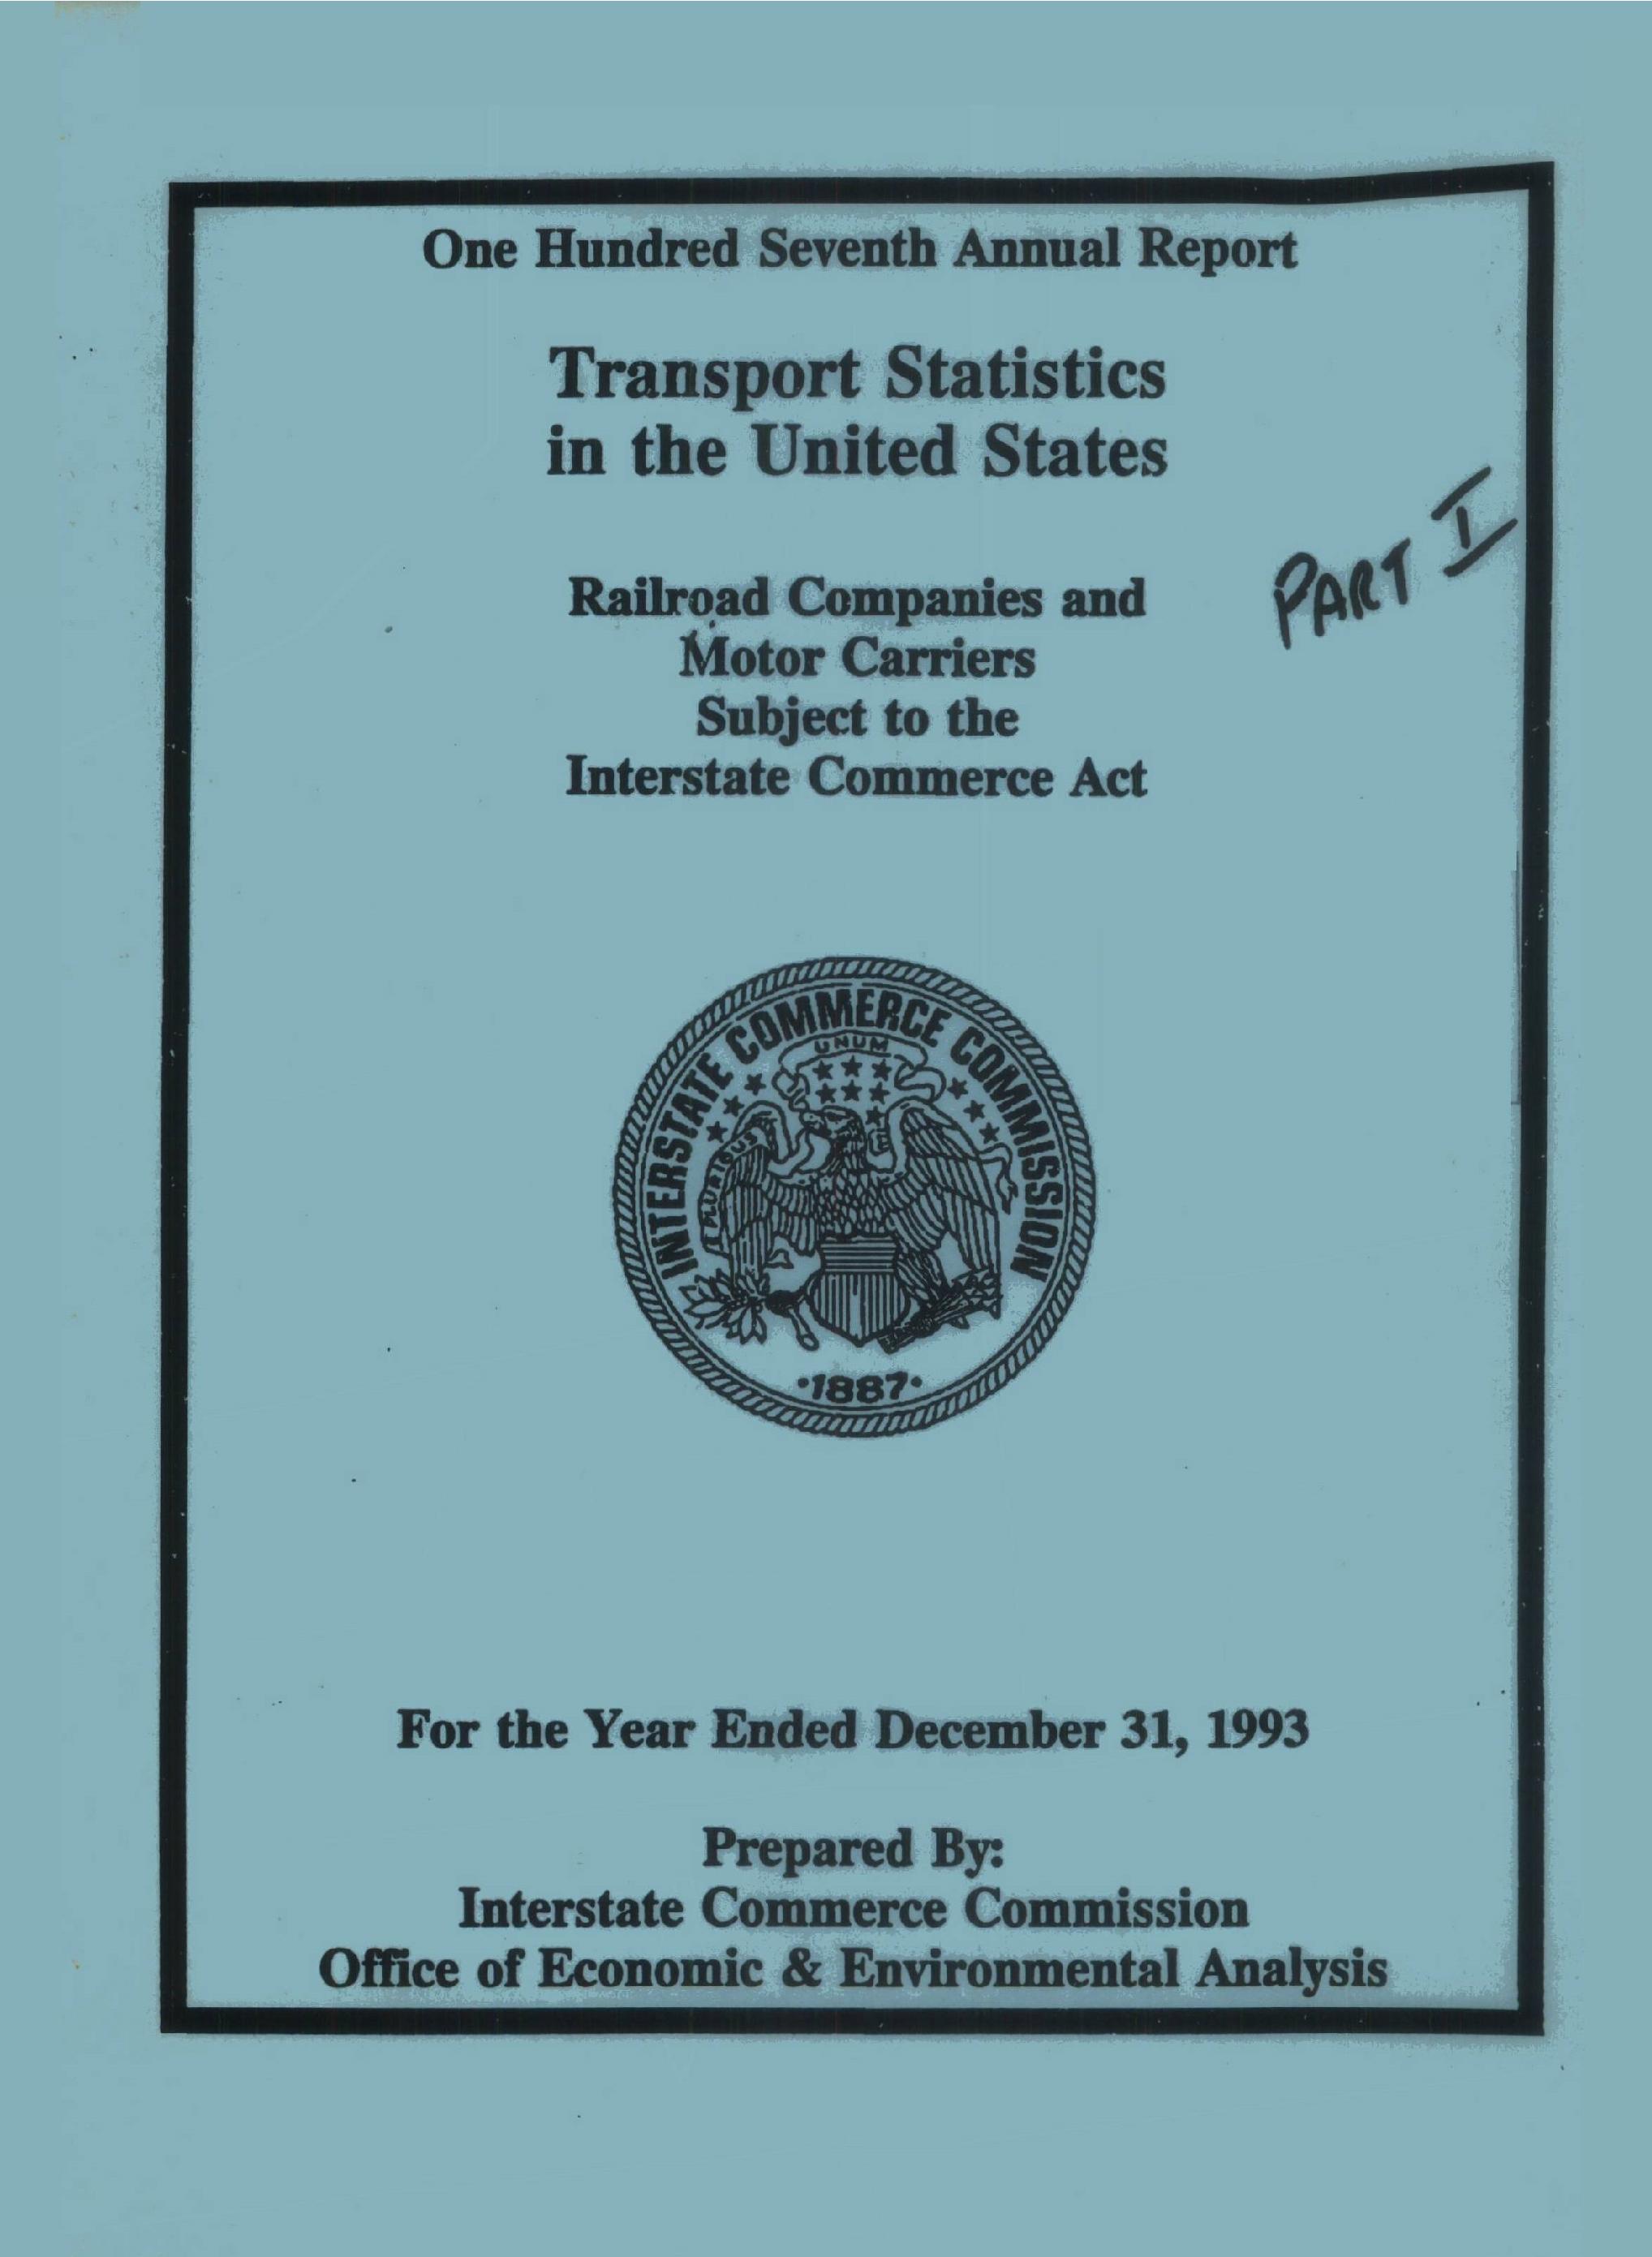 One Hundred Seventh Annual Report
Transport Statistics
in the United States
PART I
Railroad Companies and
Motor Carriers
Subject to the
Interstate Commerce Act
INTERSTATE COMMERCE COMMISSION
UNUM
E PLURIBUS
•1887•
For the Year Ended December 31, 1993
Prepared By:
Interstate Commerce Commission
Office of Economic & Environmental Analysis